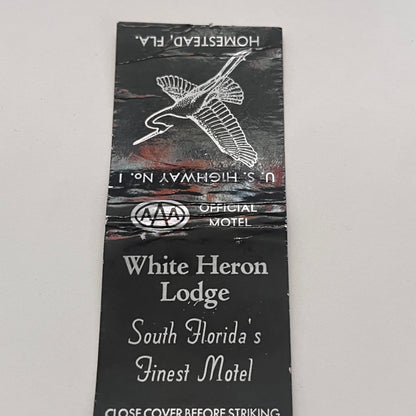 HOMESTEAD, FLA.
U.S. HIGHWAY No. 1
AAA
OFFICIAL
MOTEL
White Heron
Lodge
South Florida's
Finest Motel
CLOSE COVER BEFORE STRIKING